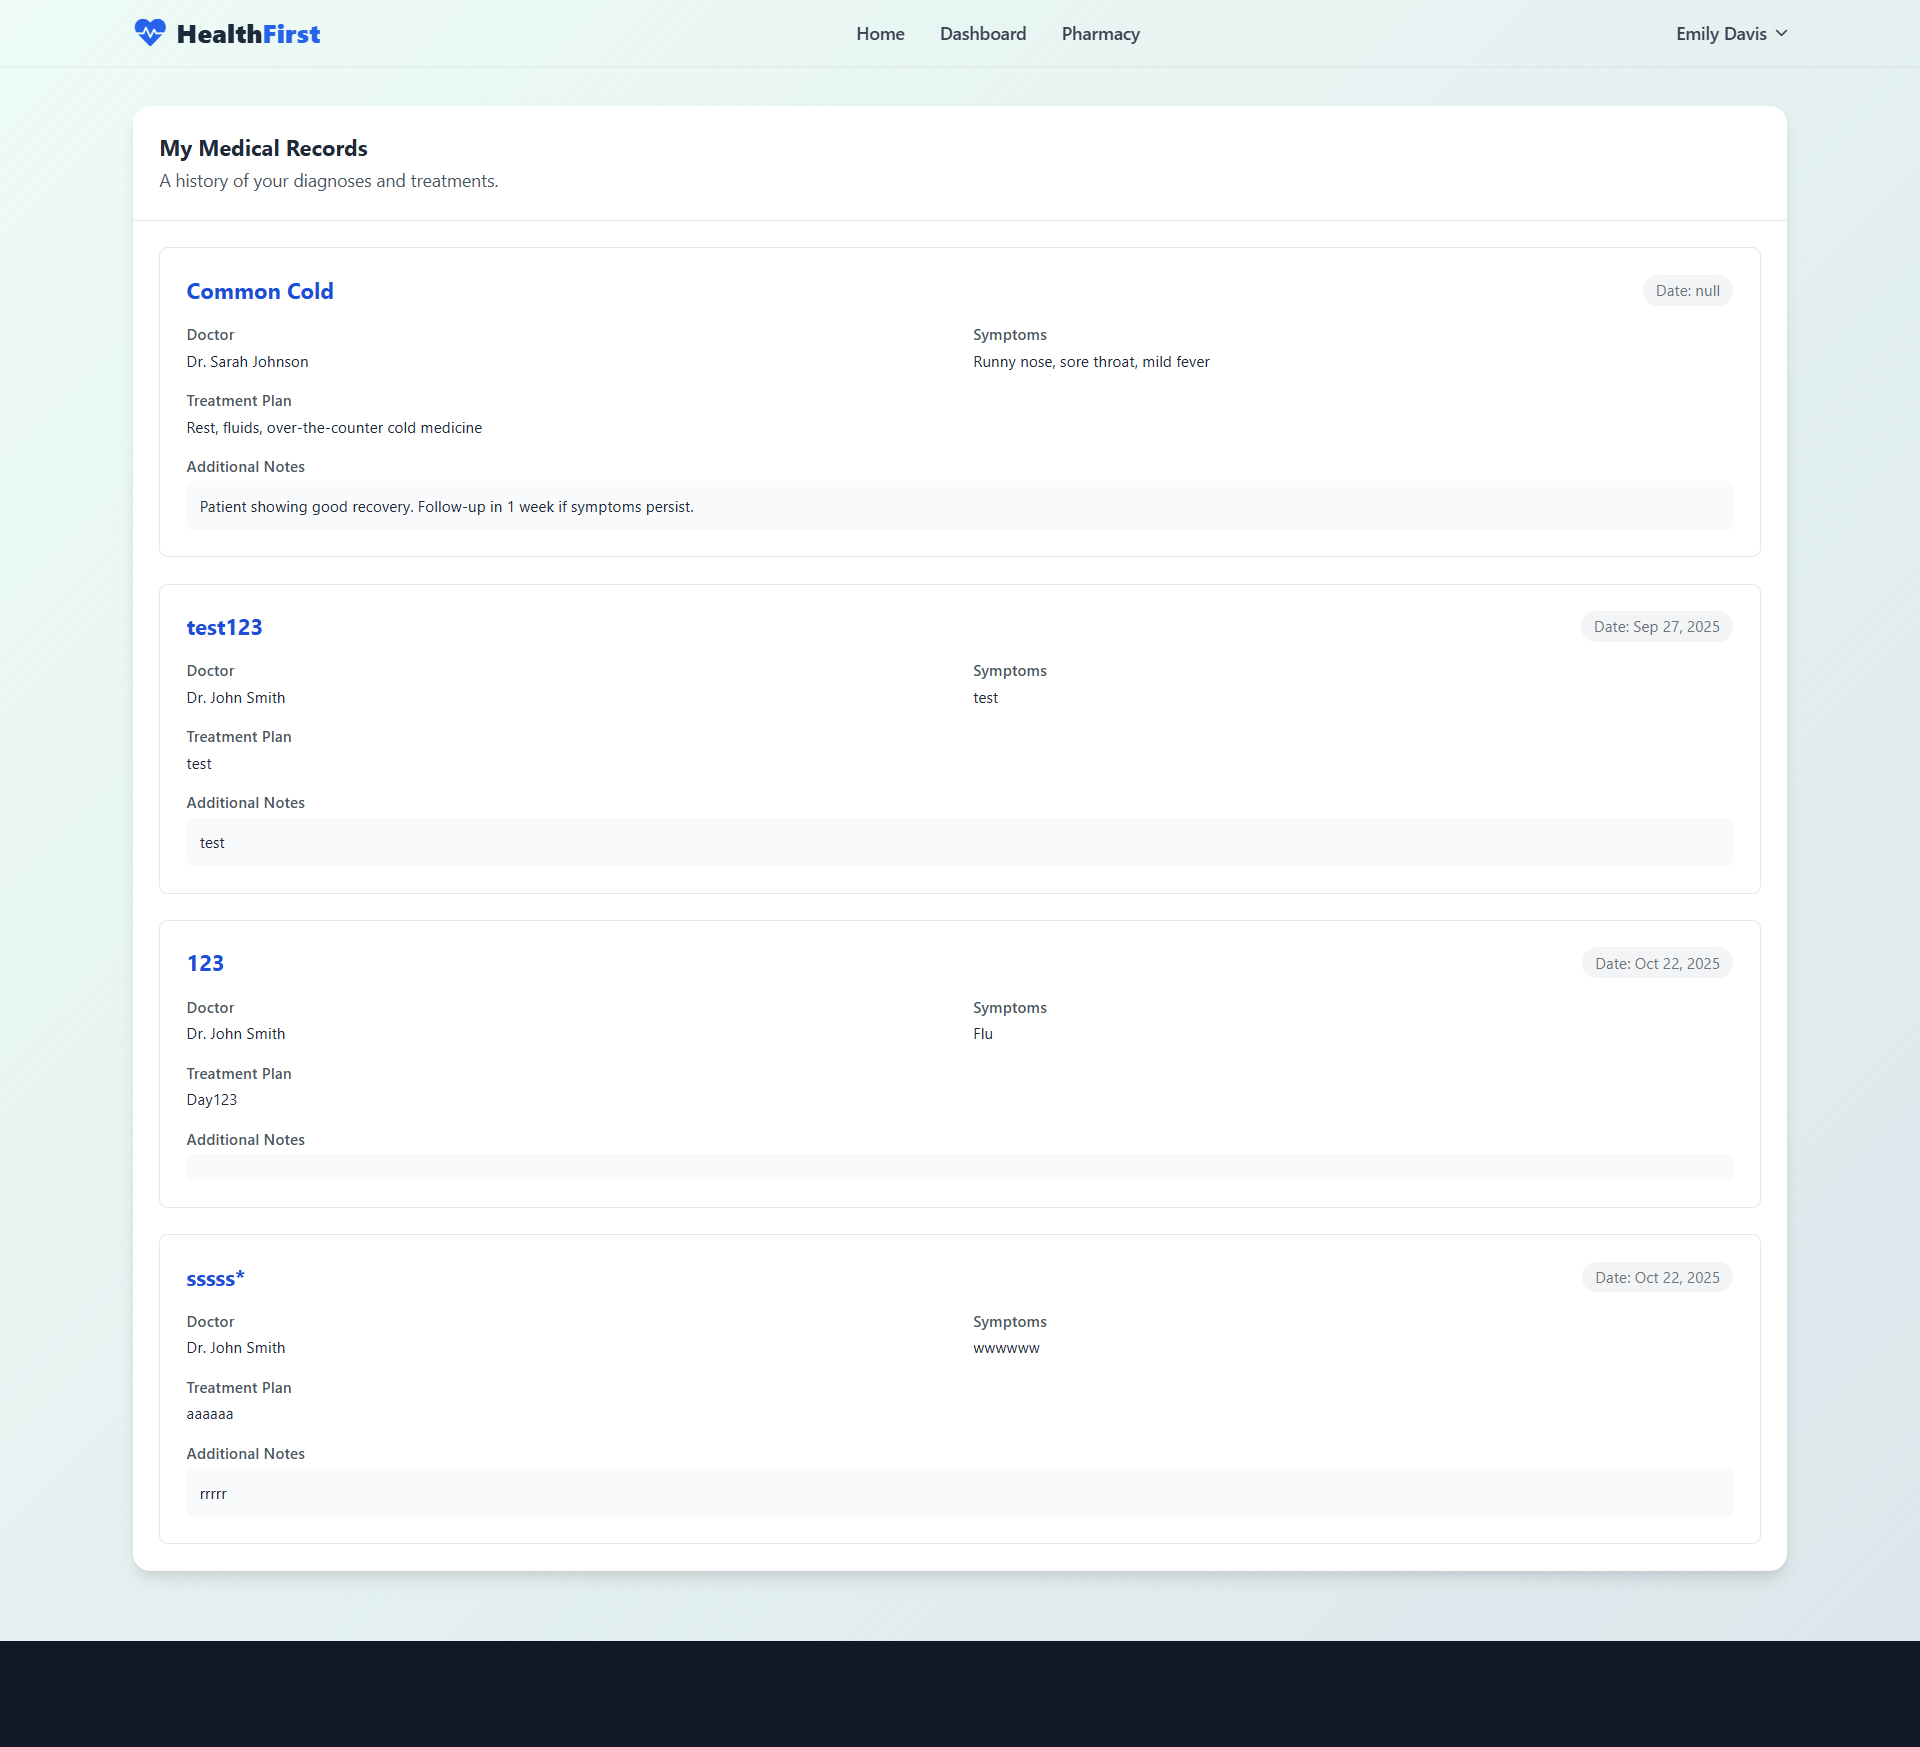 HealthFirst
Home Dashboard Pharmacy
Emily Davis
My Medical Records
A history of your diagnoses and treatments.
Common Cold
Date: null
Doctor
Dr. Sarah Johnson
Symptoms
Runny nose, sore throat, mild fever
Treatment Plan
Rest, fluids, over-the-counter cold medicine
Additional Notes
Patient showing good recovery. Follow-up in 1 week if symptoms persist.
test123
Date: Sep 27, 2025
Doctor
Dr. John Smith
Symptoms
test
Treatment Plan
test
Additional Notes
test
123
Date: Oct 22, 2025
Doctor
Dr. John Smith
Symptoms
Flu
Treatment Plan
Day123
Additional Notes
sssss*
Date: Oct 22, 2025
Doctor
Dr. John Smith
Symptoms
wwwwww
Treatment Plan
aaaaaa
Additional Notes
rrrrr